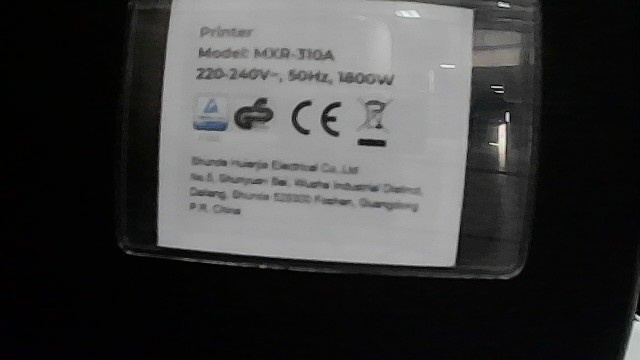 Printer
Model: MXR-310A
220-240V~, 50Hz, 1800W
CE
Shunde Huanjia Electrical Co., Ltd
No.5, Shunyuan Wusha Industrial District,
Daliang, Shunde 528300 Foshan, Guangdong
P.R. China